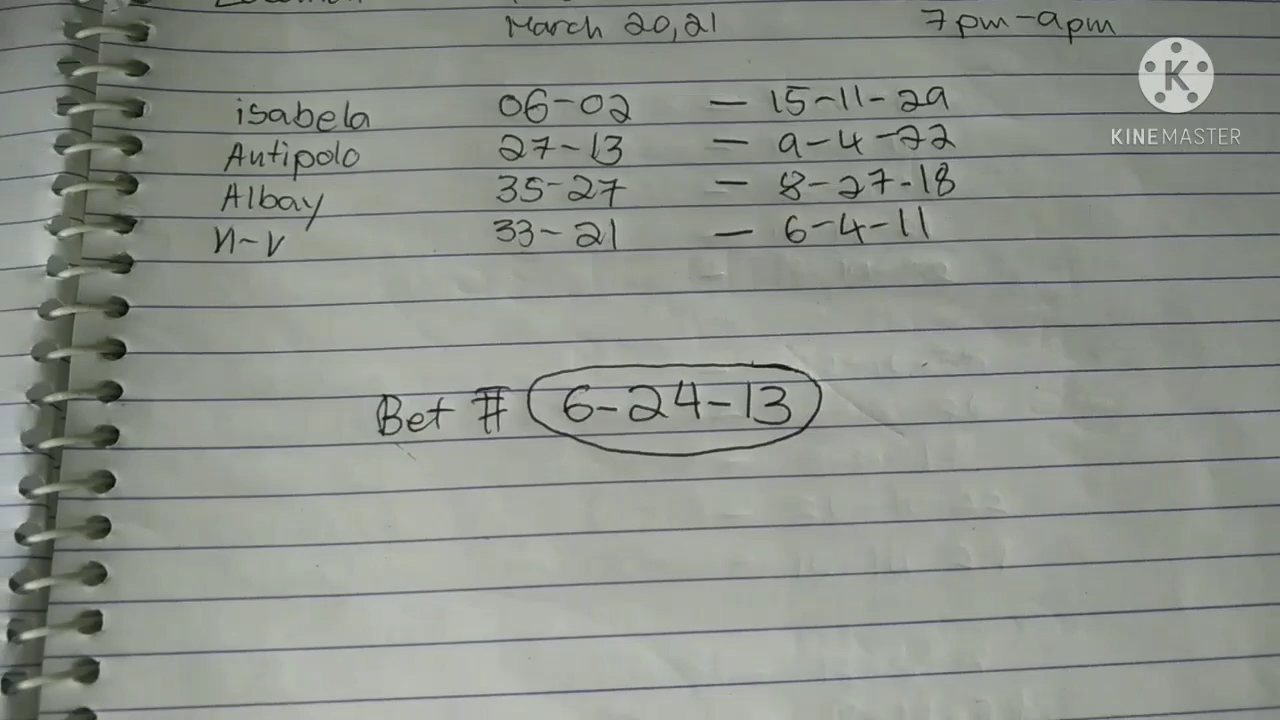 March 20,21 7pm-9pm
isabela 06-02 - 15-11-29
Antipolo 27-13 - 9-4-22
Albay 35-27 - 8-27-18
N-V 33-21 - 6-4-11
Bet # 6-24-13
KINEMASTER